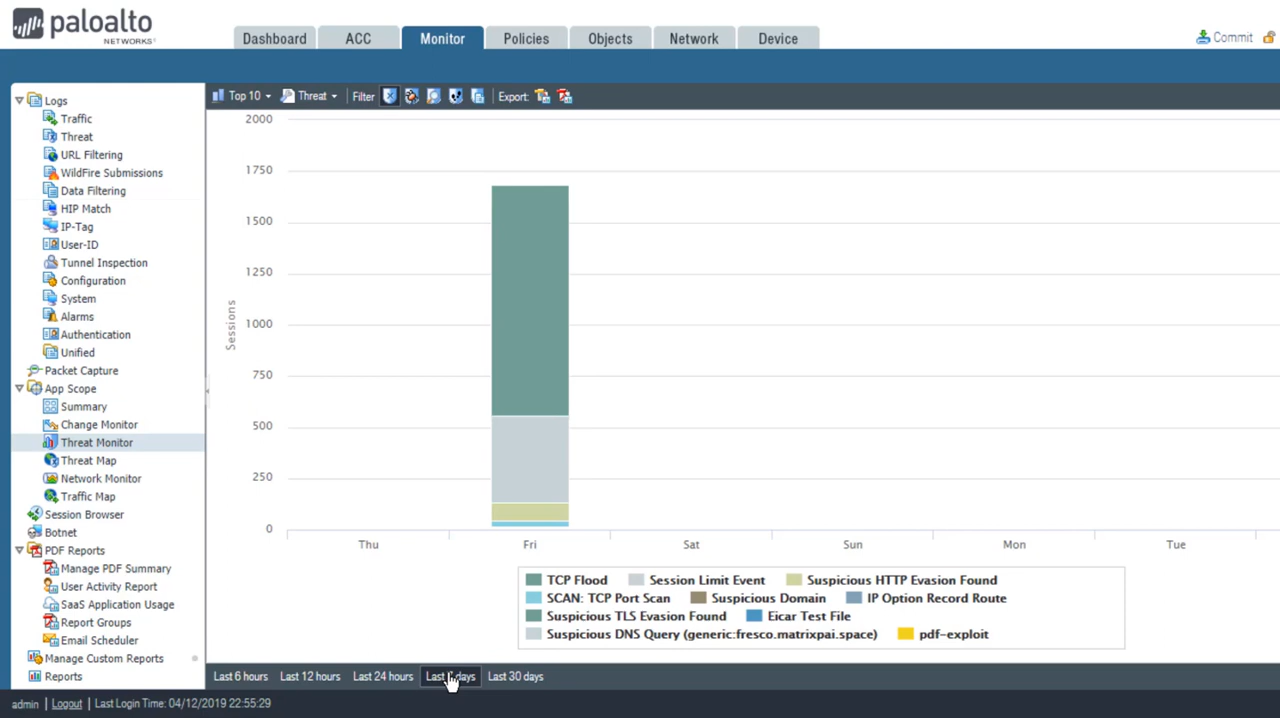 paloalto
NETWORKS
Dashboard
ACC
Monitor
Policies
Objects
Network
Device
Commit
Logs
Traffic
Threat
URL Filtering
WildFire Submissions
Data Filtering
HIP Match
IP-Tag
User-ID
Tunnel Inspection
Configuration
System
Alarms
Authentication
Unified
Packet Capture
App Scope
Summary
Change Monitor
Threat Monitor
Threat Map
Network Monitor
Traffic Map
Session Browser
Botnet
PDF Reports
Manage PDF Summary
User Activity Report
SaaS Application Usage
Report Groups
Email Scheduler
Manage Custom Reports
Reports
Top 10
Threat
Filter
Export:
2000
1750
1500
1250
1000
750
500
250
0
Sessions
Thu
Fri
Sat
Sun
Mon
Tue
TCP Flood
Session Limit Event
Suspicious HTTP Evasion Found
SCAN: TCP Port Scan
Suspicious Domain
IP Option Record Route
Suspicious TLS Evasion Found
Eicar Test File
Suspicious DNS Query (generic:fresco.matrixpai.space)
pdf-exploit
Last 6 hours
Last 12 hours
Last 24 hours
Last days
Last 30 days
admin
Logout
Last Login Time: 04/12/2019 22:55:29